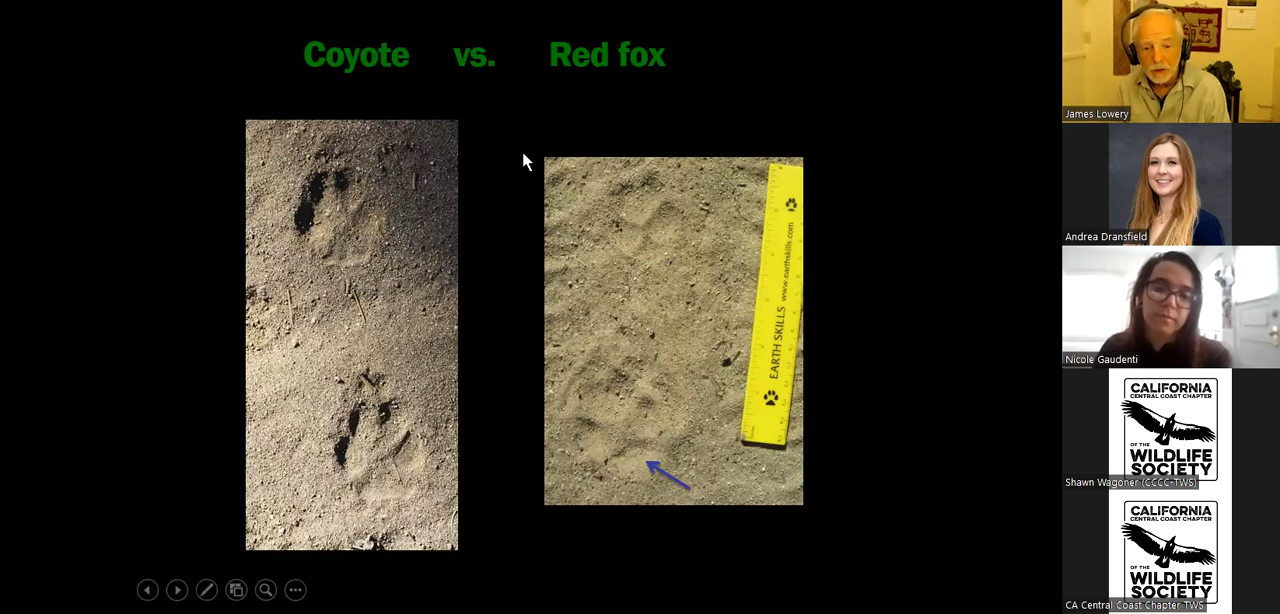 Coyote vs. Red fox
EARTH SKILLS www.earthskills.com
James Lowery
Andrea Dransfield
Nicole Gaudenti
CALIFORNIA
CENTRAL COAST CHAPTER
OF THE
WILDLIFE
SOCIETY
Shawn Wagoner (CCCC-TWS)
CALIFORNIA
CENTRAL COAST CHAPTER
OF THE
WILDLIFE
SOCIETY
CA Central Coast Chapter TWS